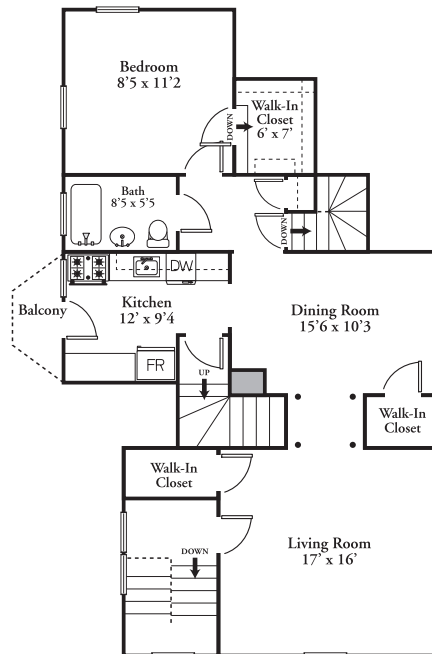 Bedroom
8'5 x 11'2
Walk-In
Closet
6' x 7'
DOWN
Bath
8'5 x 5'5
DOWN
DW
Balcony
Kitchen
12' x 9'4
Dining Room
15'6 x 10'3
FR
UP
Walk-In
Closet
Walk-In
Closet
Living Room
17' x 16'
DOWN